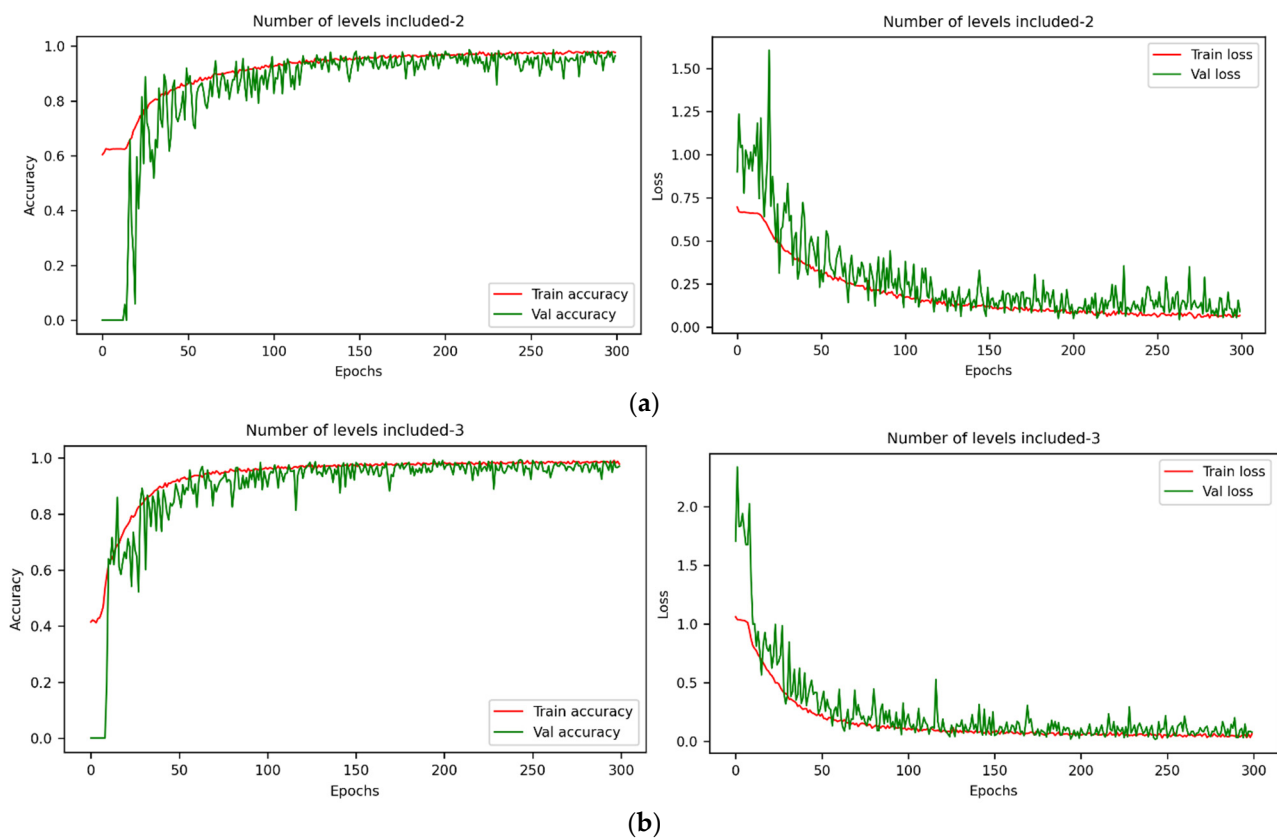 Number of levels included-2
1.0
0.8
0.6
0.4
0.2
0.0
Accuracy
Train accuracy
Val accuracy
0 50 100 150 200 250 300
Epochs
Number of levels included-2
1.50
1.25
1.00
0.75
0.50
0.25
0.00
Loss
Train loss
Val loss
0 50 100 150 200 250 300
Epochs
(a)
Number of levels included-3
1.0
0.8
0.6
0.4
0.2
0.0
Accuracy
Train accuracy
Val accuracy
0 50 100 150 200 250 300
Epochs
Number of levels included-3
2.0
1.5
1.0
0.5
0.0
Loss
Train loss
Val loss
0 50 100 150 200 250 300
Epochs
(b)